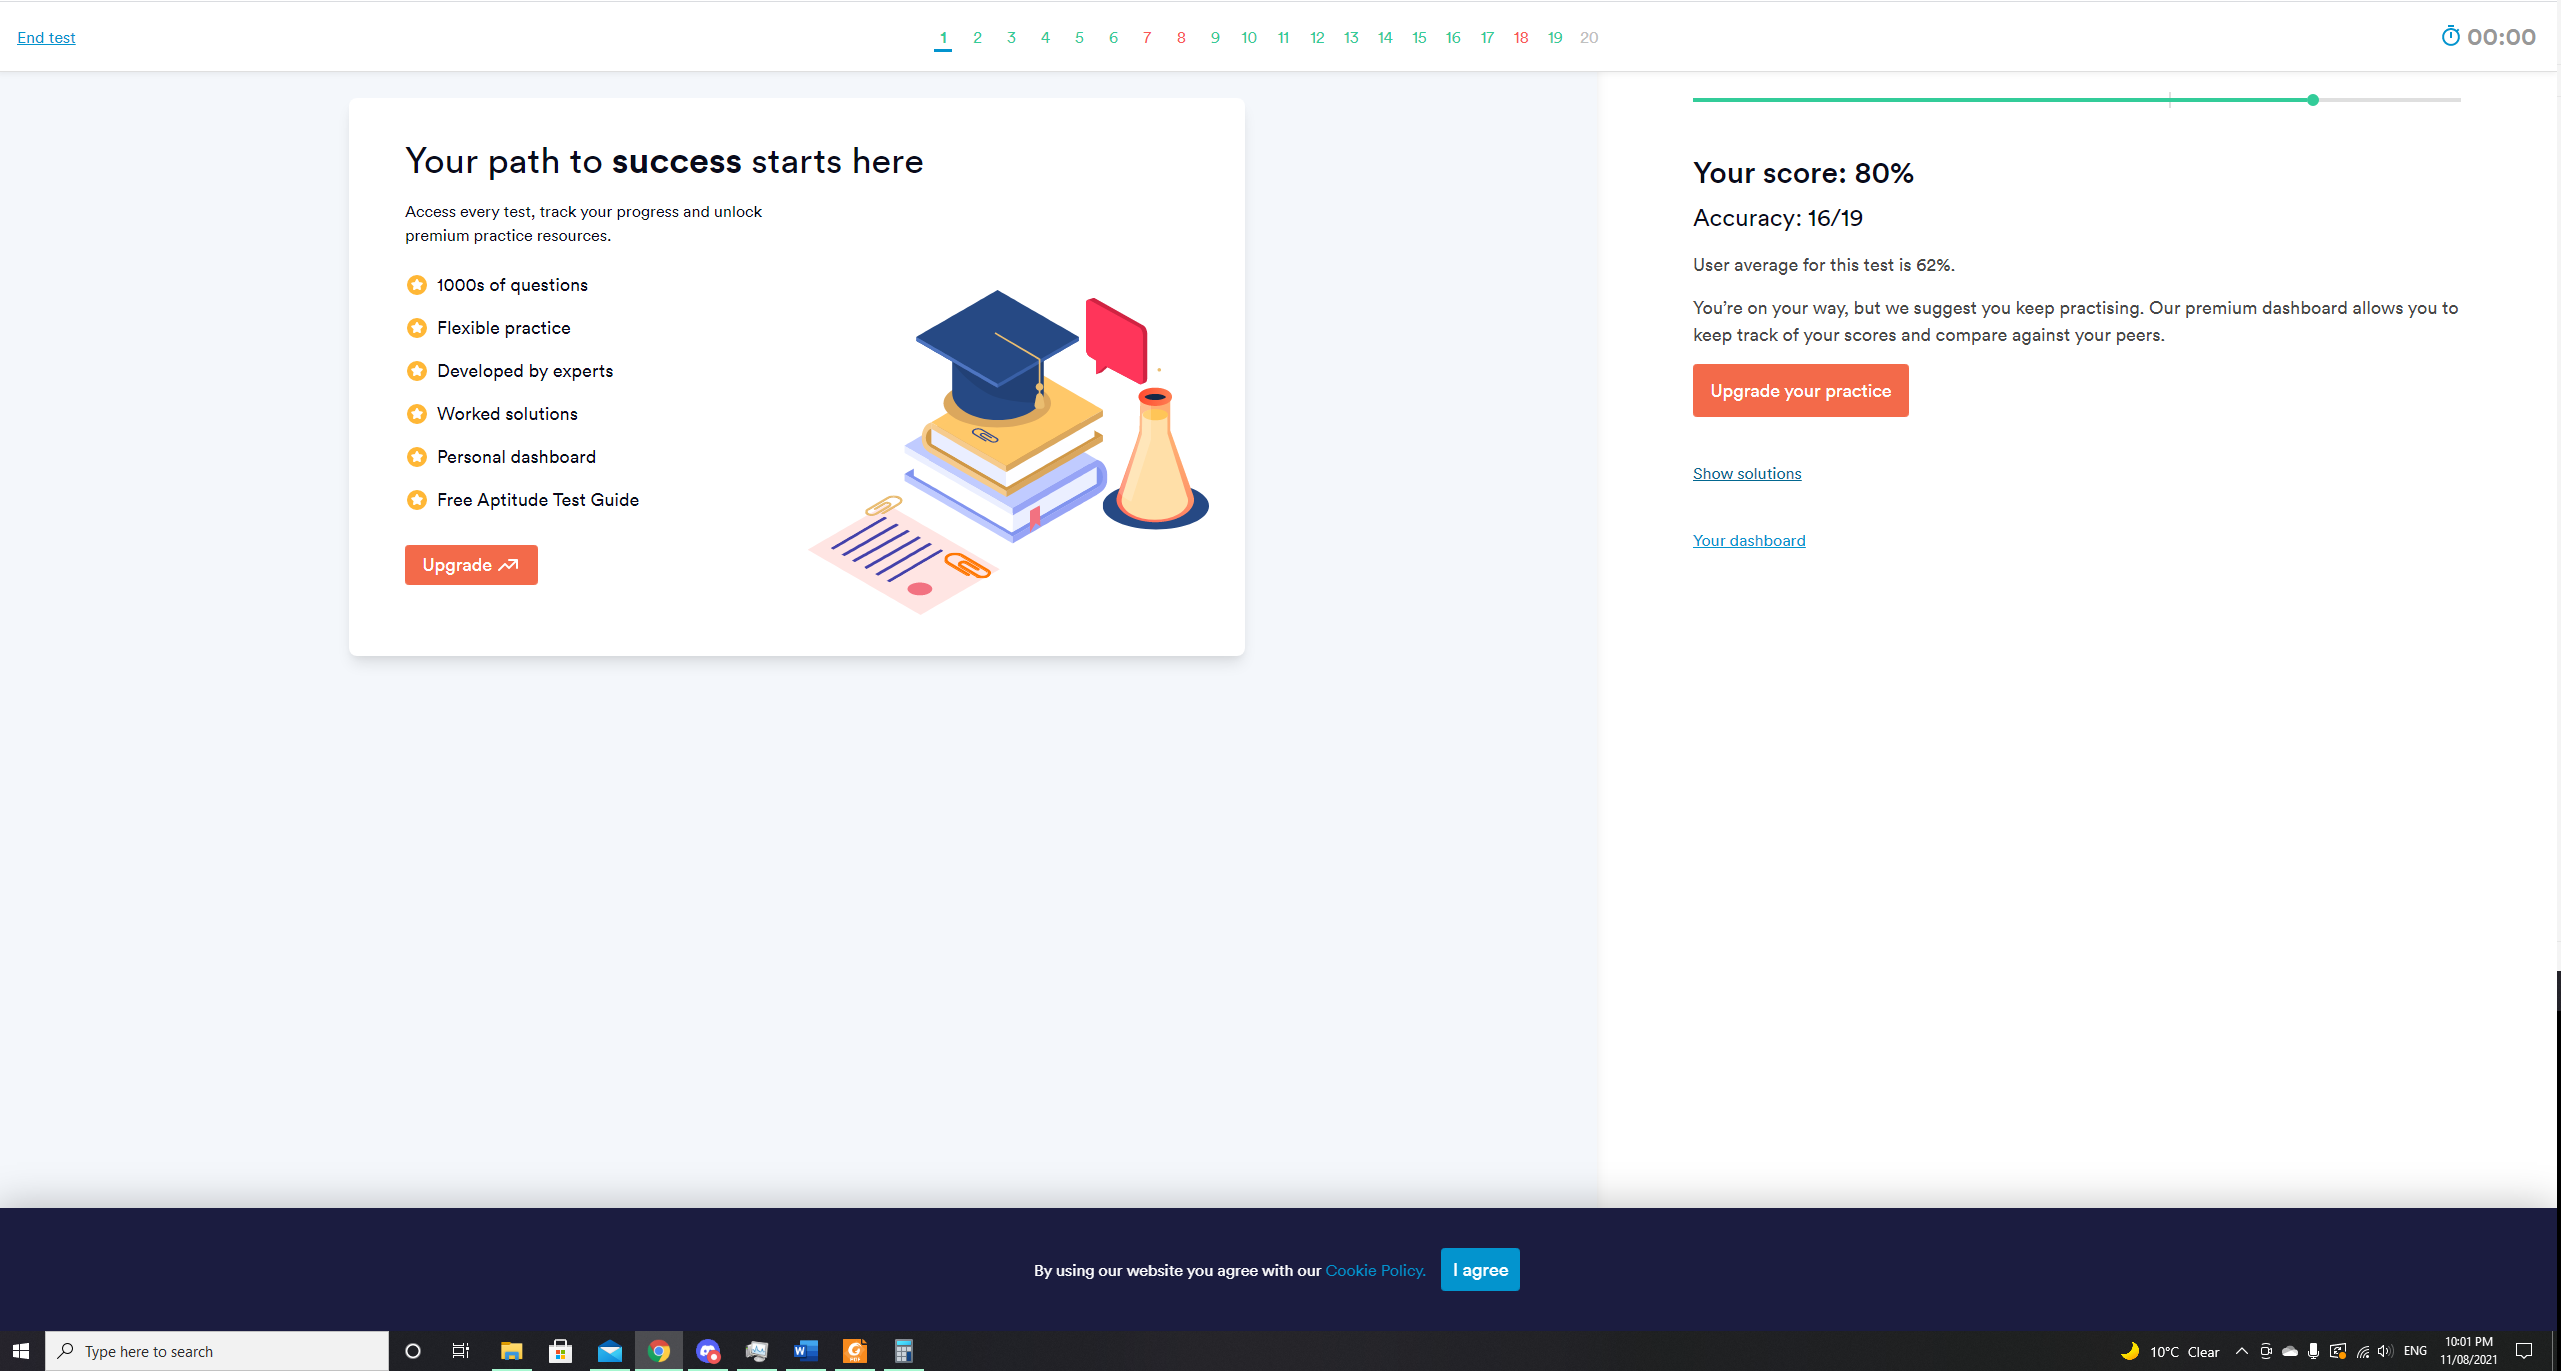 End test
1 2 3 4 5 6 7 8 9 10 11 12 13 14 15 16 17 18 19 20
00:00
Your path to success starts here
Access every test, track your progress and unlock
premium practice resources.
1000s of questions
Flexible practice
Developed by experts
Worked solutions
Personal dashboard
Free Aptitude Test Guide
Upgrade
Your score: 80%
Accuracy: 16/19
User average for this test is 62%.
You’re on your way, but we suggest you keep practising. Our premium dashboard allows you to
keep track of your scores and compare against your peers.
Upgrade your practice
Show solutions
Your dashboard
By using our website you agree with our Cookie Policy. I agree
Type here to search
10°C Clear
ENG
10:01 PM
11/08/2021